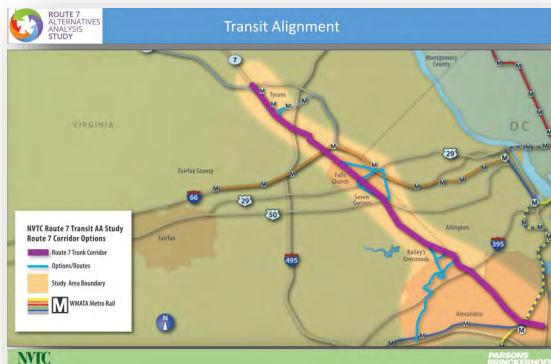 ROUTE 7
ALTERNATIVES
ANALYSIS
STUDY
Transit Alignment
7
Montgomery
County
M
Tysons
M
M
M
VIRGINIA
DC
M
29
Fairfax County
Falls
Church
66
29
50
Seven
Corners
Fairfax
Arlington
495
Bailey's
Crossroads
395
Alexandria
N
NVTC Route 7 Transit AA Study
Route 7 Corridor Options
Route 7 Trunk Corridor
Options/Routes
Study Area Boundary
M WMATA Metro Rail
NVTC
PARSONS
BRINCKERHOFF